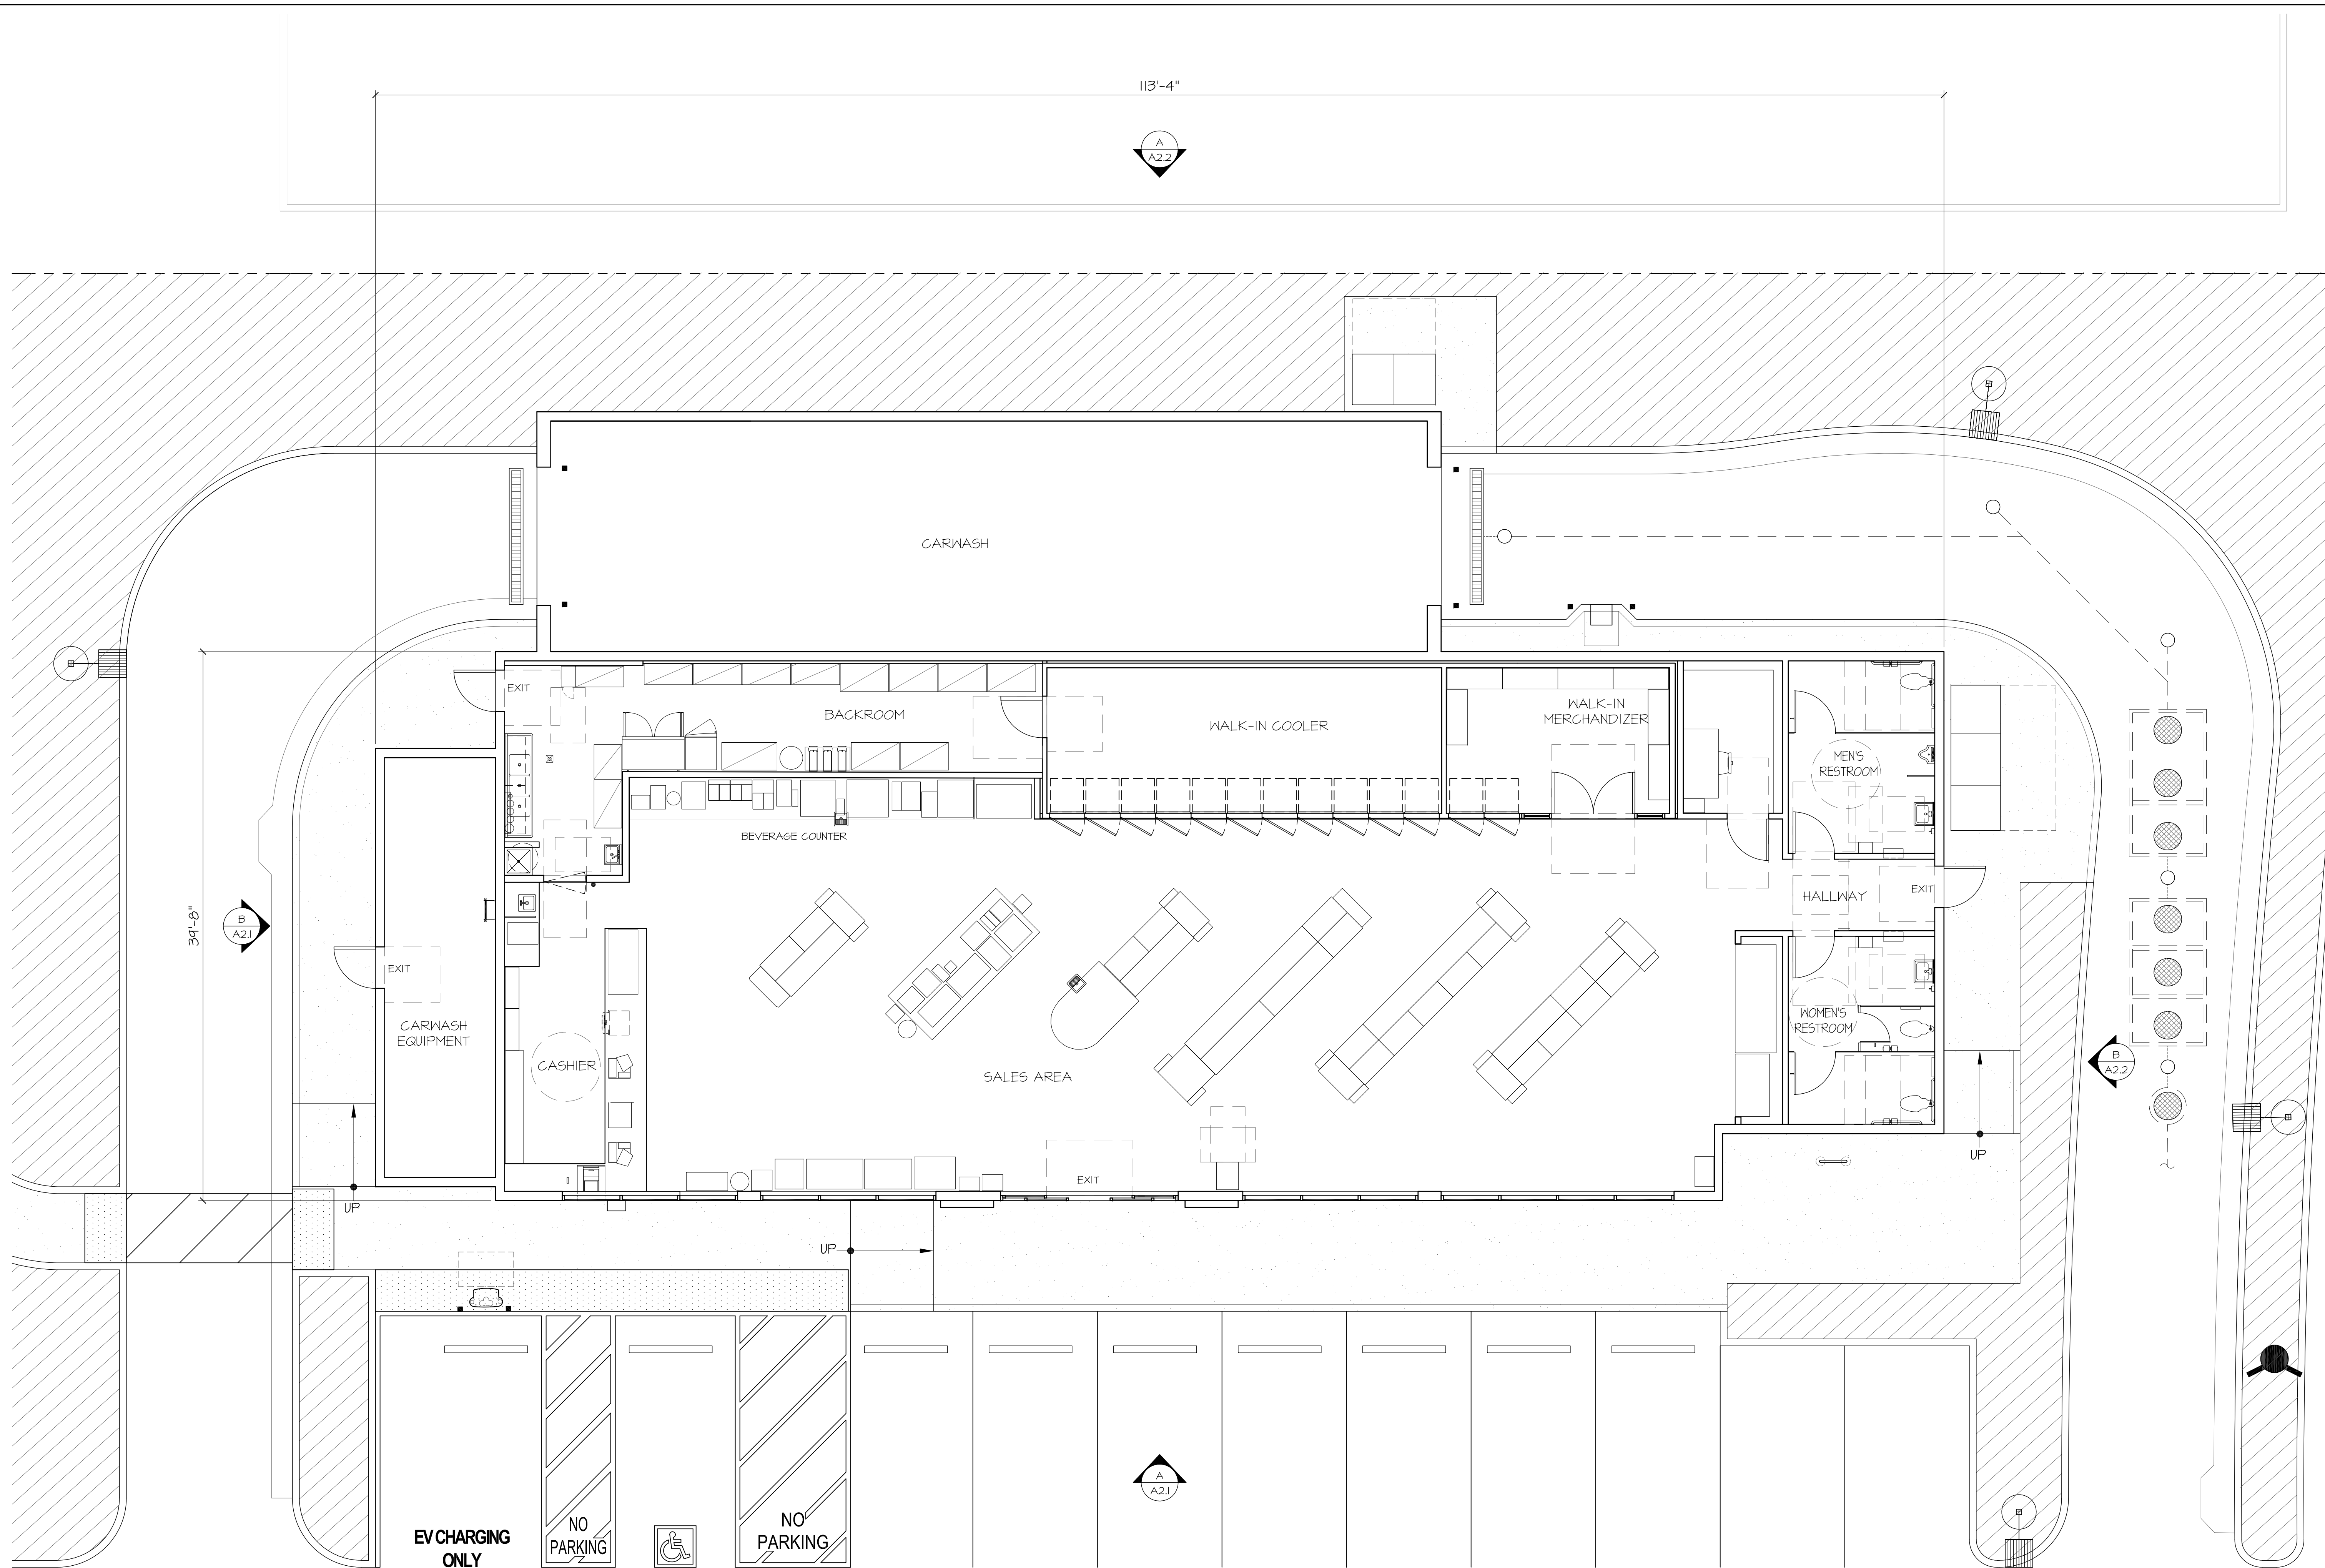 113'-4"
A
A2.2
CARWASH
EXIT
BACKROOM
WALK-IN COOLER
WALK-IN
MERCHANDIZER
MEN'S
RESTROOM
BEVERAGE COUNTER
HALLWAY
EXIT
39'-8"
B
A2.1
EXIT
CARWASH
EQUIPMENT
CASHIER
SALES AREA
WOMEN'S
RESTROOM
B
A2.2
EXIT
UP
UP
UP
A
A2.1
EV CHARGING
ONLY
NO
PARKING
NO
PARKING